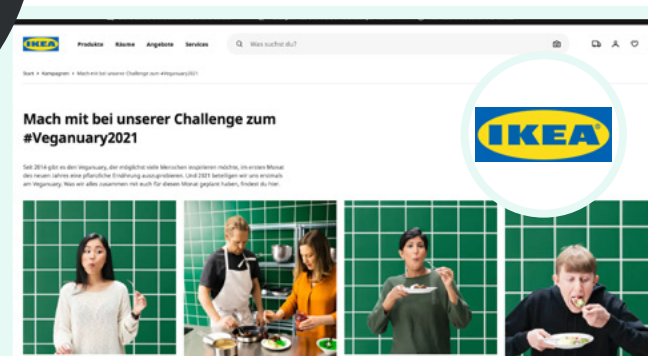 IKEA
Produkte Räume Angebote Services Was suchst du?
Start > Kampagnen > Mach mit bei unserer Challenge zum #Veganuary2021
IKEA
Mach mit bei unserer Challenge zum
#Veganuary2021
Seit 2014 gibt es den Veganuary, der möglichst viele Menschen inspirieren möchte, im ersten Monat
des neuen Jahres eine pflanzliche Ernährung auszuprobieren. Und 2021 beteiligen wir uns erstmals
am Veganuary. Was wir alles zusammen mit euch für diesen Monat geplant haben, findest du hier.